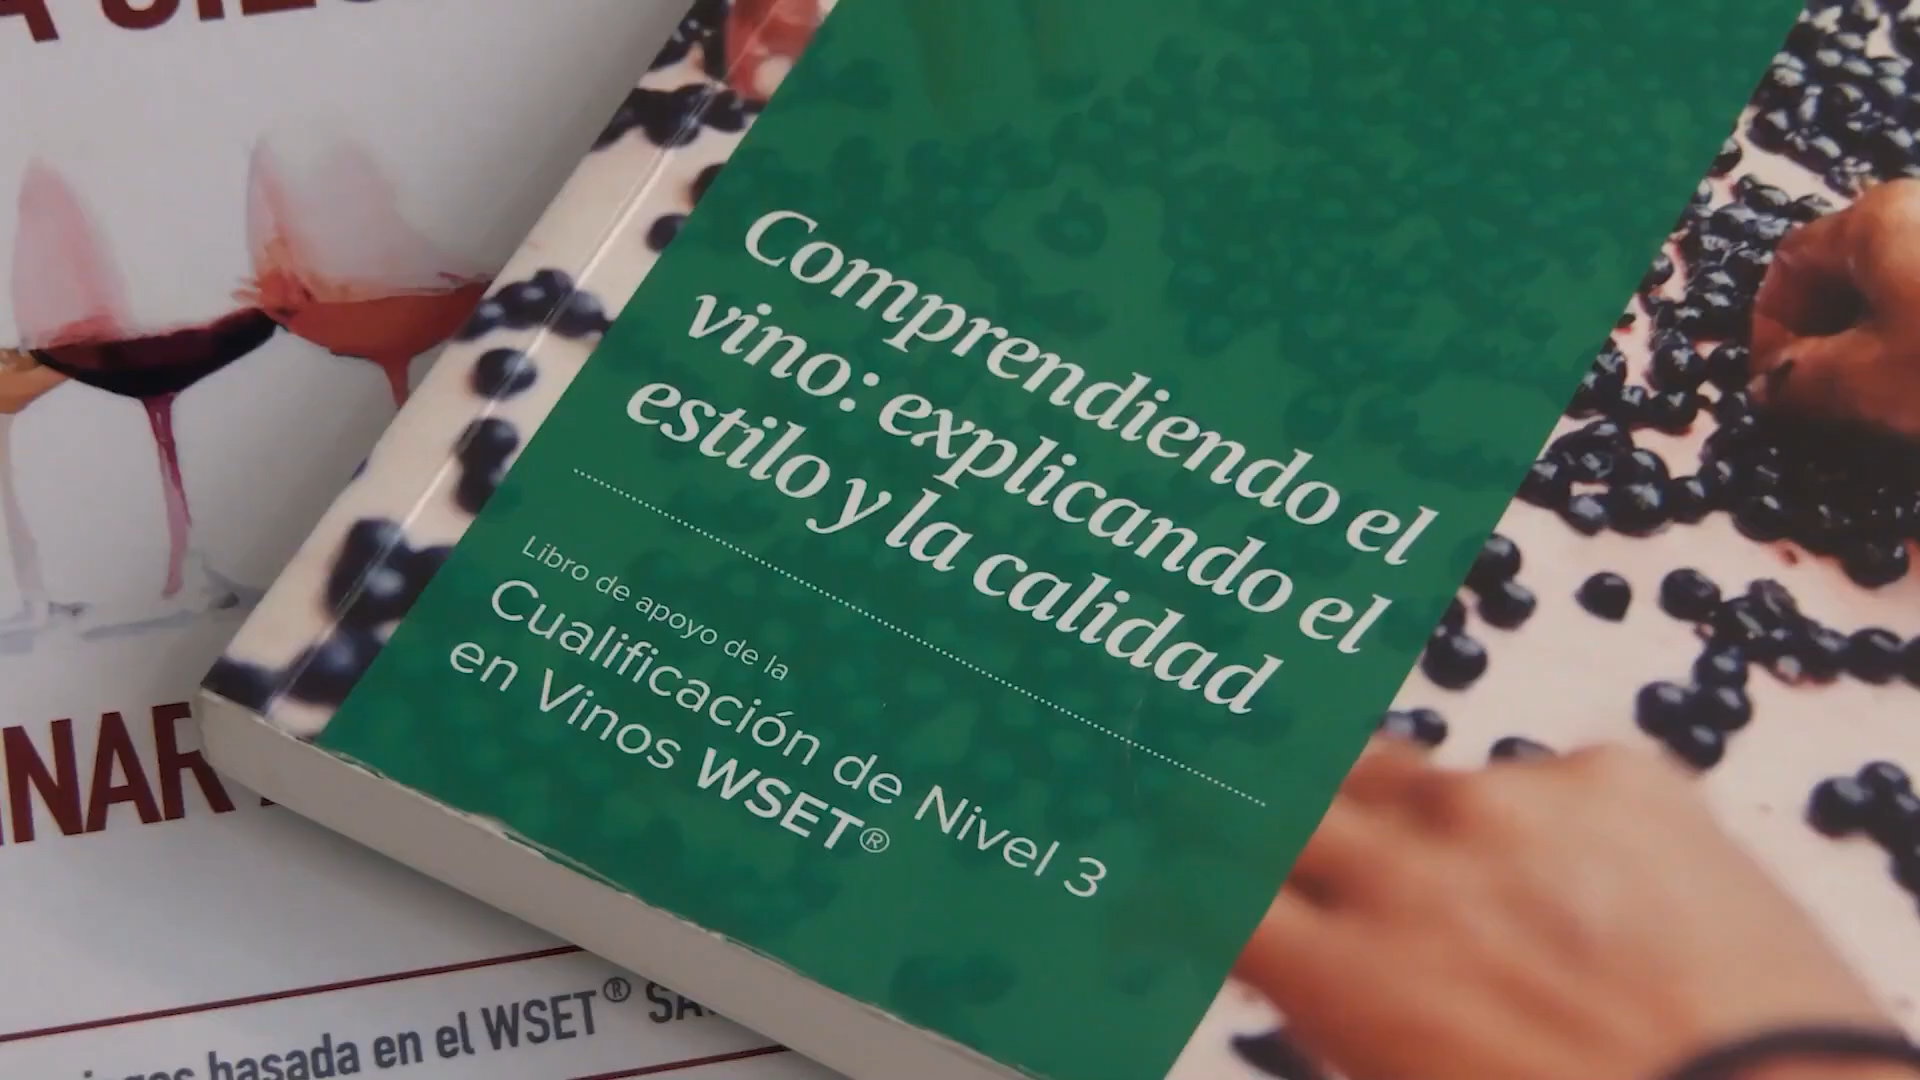 Comprendiendo el
vino: explicando el
estilo y la calidad
Libro de apoyo de la
Cualificación de Nivel 3
en Vinos WSET®
basada en el WSET®